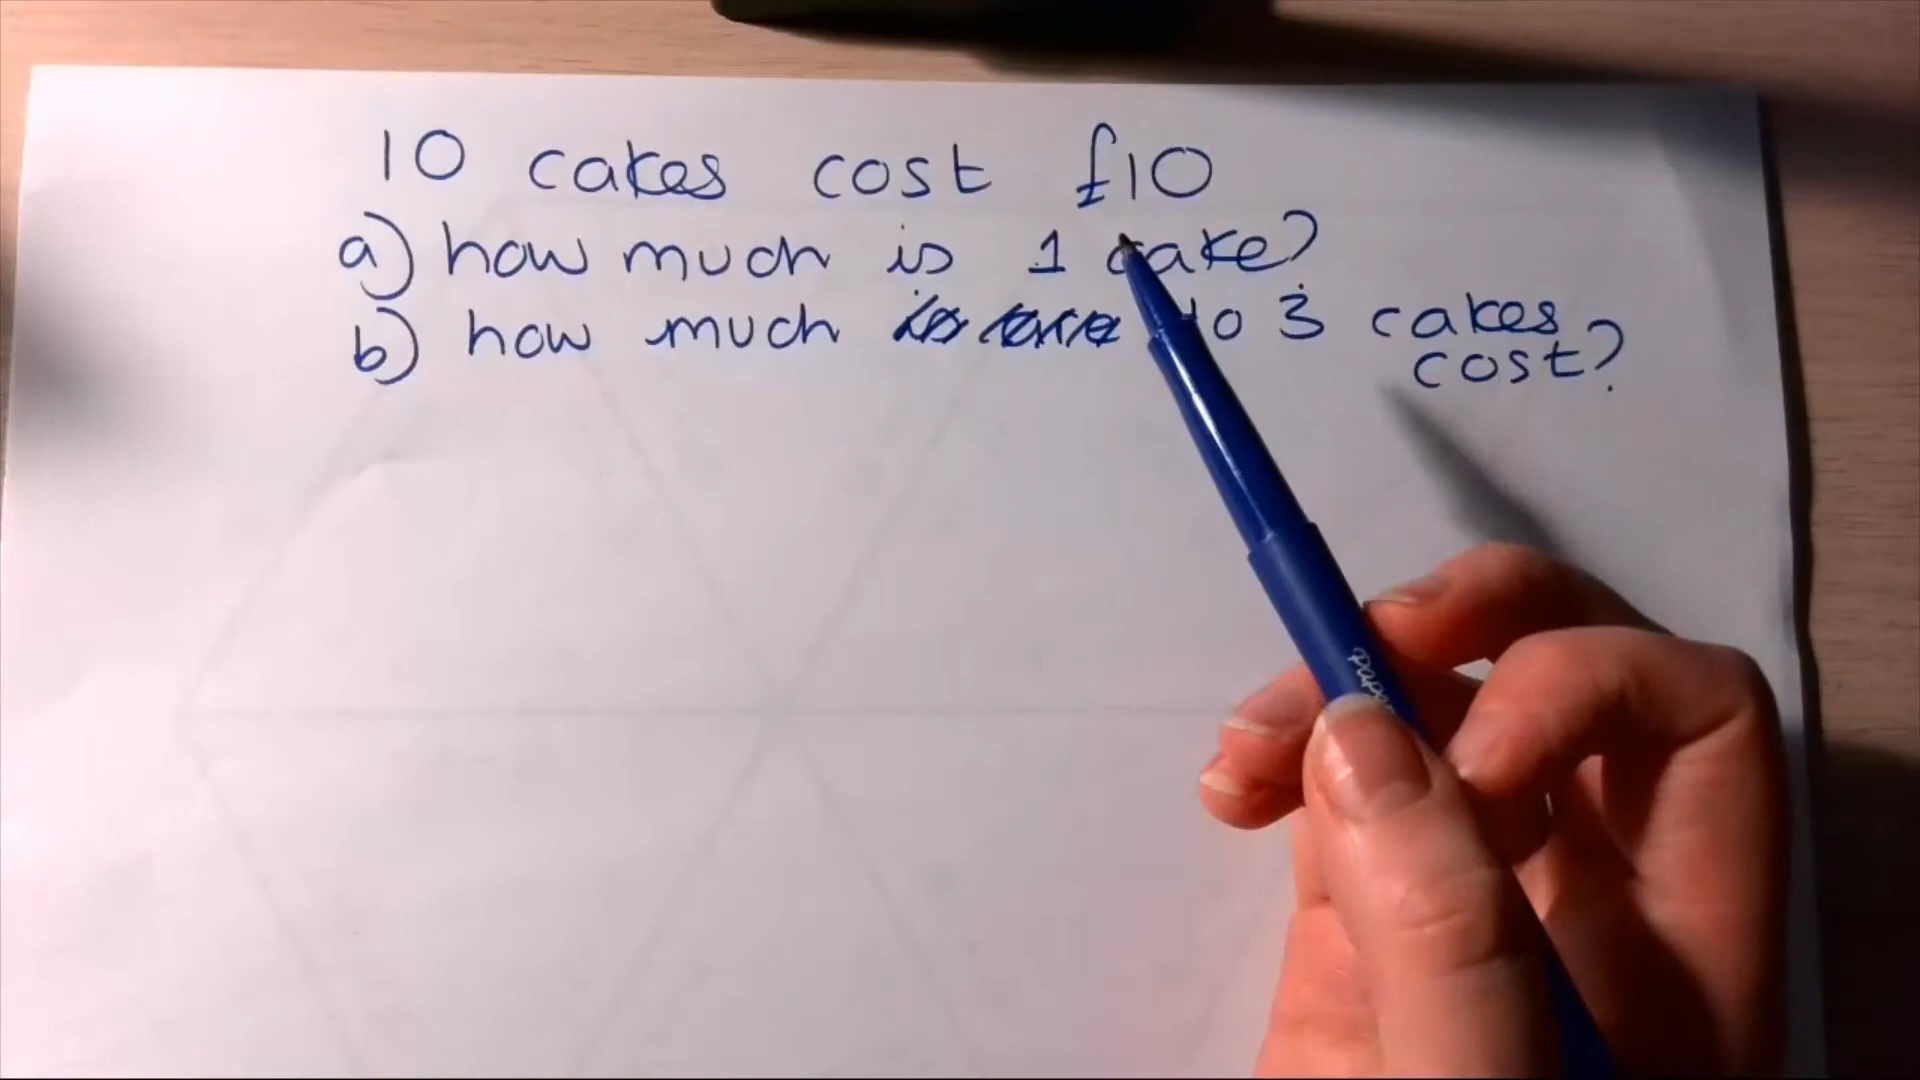 10 cakes cost £10
a) how much is 1 cake?
b) how much do 3 cakes
cost?